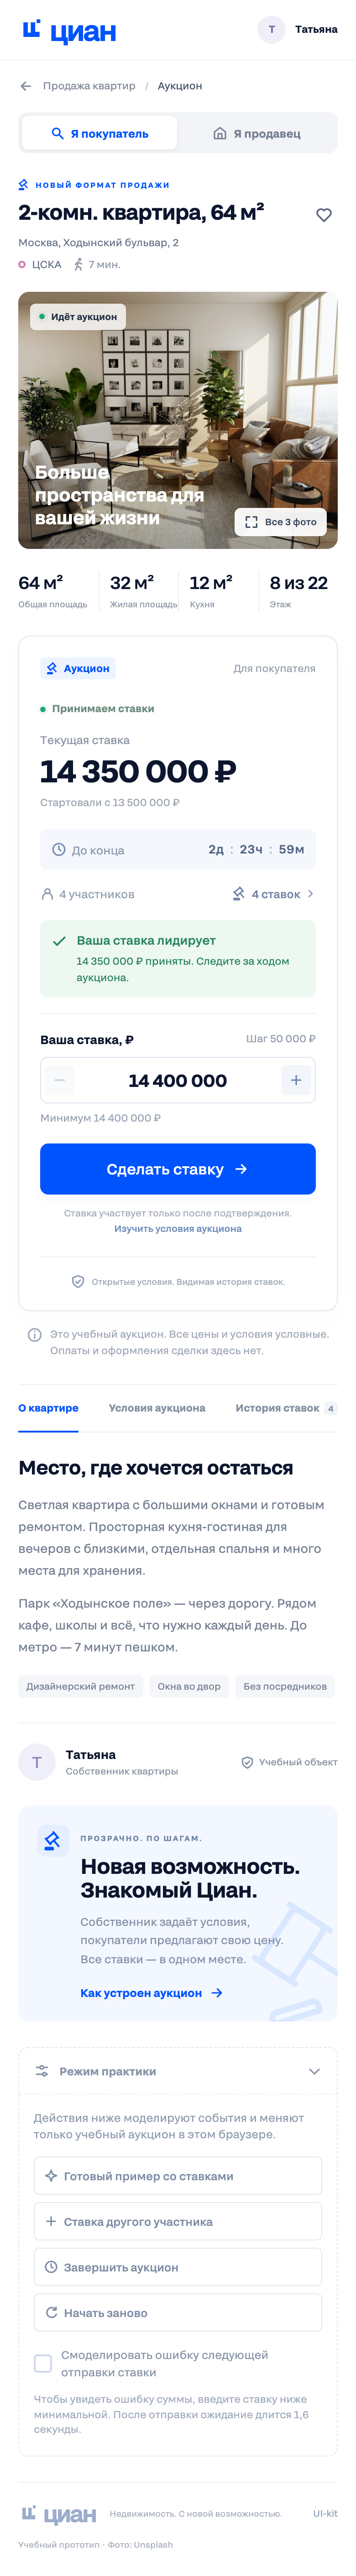 циан
Т
Татьяна
Продажа квартир / Аукцион
Я покупатель
Я продавец
НОВЫЙ ФОРМАТ ПРОДАЖИ
2-комн. квартира, 64 м²
Москва, Ходынский бульвар, 2
ЦСКА 7 мин.
Идёт аукцион
Больше
пространства для
вашей жизни
Все 3 фото
64 м²
Общая площадь
32 м²
Жилая площадь
12 м²
Кухня
8 из 22
Этаж
Аукцион
Для покупателя
Принимаем ставки
Текущая ставка
14 350 000 ₽
Стартовали с 13 500 000 ₽
До конца
2д : 23ч : 59м
4 участников
4 ставок
Ваша ставка лидирует
14 350 000 ₽ приняты. Следите за ходом
аукциона.
Ваша ставка, ₽
Шаг 50 000 ₽
14 400 000
Минимум 14 400 000 ₽
Сделать ставку →
Ставка участвует только после подтверждения.
Изучить условия аукциона
Открытые условия. Видимая история ставок.
Это учебный аукцион. Все цены и условия условные.
Оплаты и оформления сделки здесь нет.
О квартире
Условия аукциона
История ставок 4
Место, где хочется остаться
Светлая квартира с большими окнами и готовым
ремонтом. Просторная кухня-гостиная для
вечеров с близкими, отдельная спальня и много
места для хранения.
Парк «Ходынское поле» — через дорогу. Рядом
кафе, школы и всё, что нужно каждый день. До
метро — 7 минут пешком.
Дизайнерский ремонт
Окна во двор
Без посредников
Т
Татьяна
Собственник квартиры
Учебный объект
ПРОЗРАЧНО. ПО ШАГАМ.
Новая возможность.
Знакомый Циан.
Собственник задаёт условия,
покупатели предлагают свою цену.
Все ставки — в одном месте.
Как устроен аукцион →
Режим практики
Действия ниже моделируют события и меняют
только учебный аукцион в этом браузере.
Готовый пример со ставками
Ставка другого участника
Завершить аукцион
Начать заново
Смоделировать ошибку следующей
отправки ставки
Чтобы увидеть ошибку суммы, введите ставку ниже
минимальной. После отправки ожидание длится 1,6
секунды.
циан
Недвижимость. С новой возможностью.
UI-kit
Учебный прототип · Фото: Unsplash